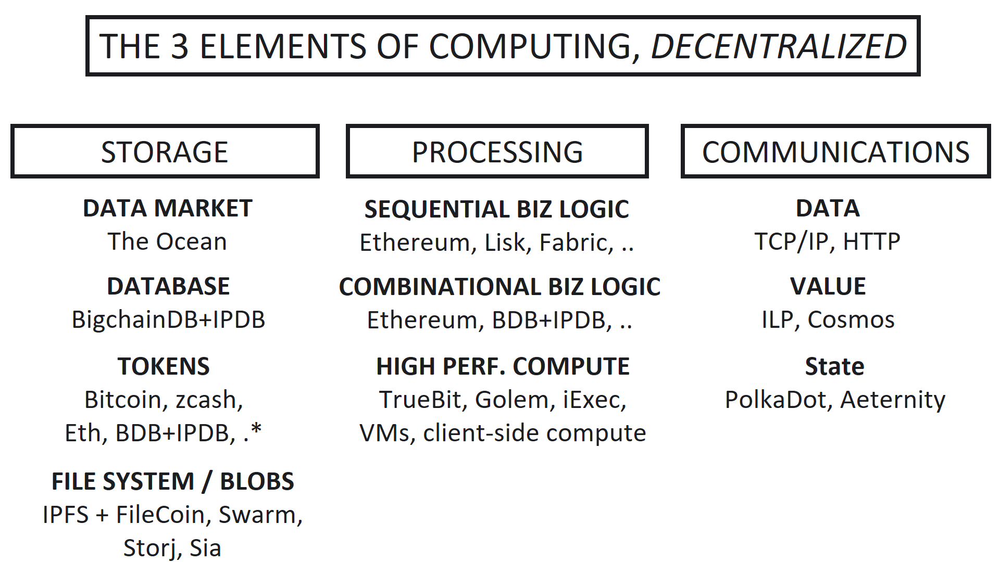 THE 3 ELEMENTS OF COMPUTING, DECENTRALIZED
STORAGE
DATA MARKET
The Ocean
DATABASE
BigchainDB+IPDB
TOKENS
Bitcoin, zcash,
Eth, BDB+IPDB, .*
FILE SYSTEM / BLOBS
IPFS + FileCoin, Swarm,
Storj, Sia
PROCESSING
SEQUENTIAL BIZ LOGIC
Ethereum, Lisk, Fabric, ..
COMBINATIONAL BIZ LOGIC
Ethereum, BDB+IPDB, ..
HIGH PERF. COMPUTE
TrueBit, Golem, iExec,
VMs, client-side compute
COMMUNICATIONS
DATA
TCP/IP, HTTP
VALUE
ILP, Cosmos
State
PolkaDot, Aeternity